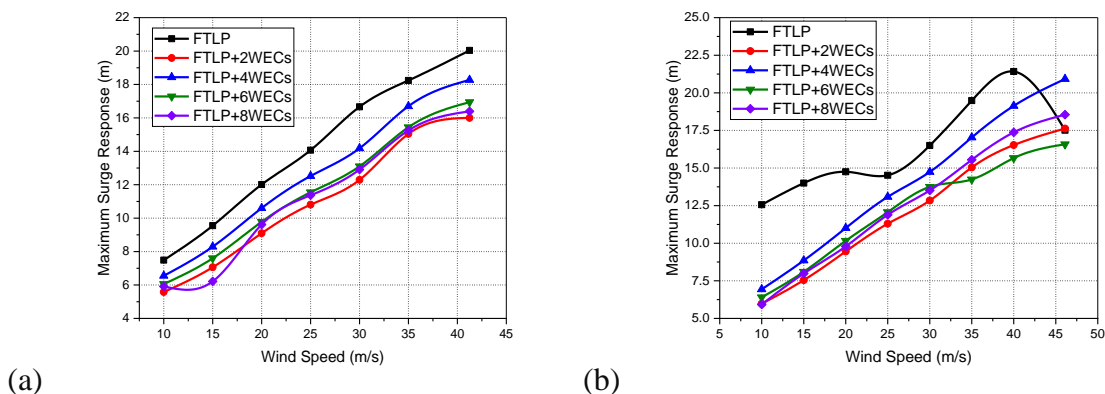 22
20
18
16
14
12
10
8
6
4
Maximum Surge Response (m)
FTLP
FTLP+2WECs
FTLP+4WECs
FTLP+6WECs
FTLP+8WECs
10 15 20 25 30 35 40 45
Wind Speed (m/s)
(a)
25.0
22.5
20.0
17.5
15.0
12.5
10.0
7.5
5.0
Maximum Surge Response (m)
FTLP
FTLP+2WECs
FTLP+4WECs
FTLP+6WECs
FTLP+8WECs
5 10 15 20 25 30 35 40 45 50
Wind Speed (m/s)
(b)